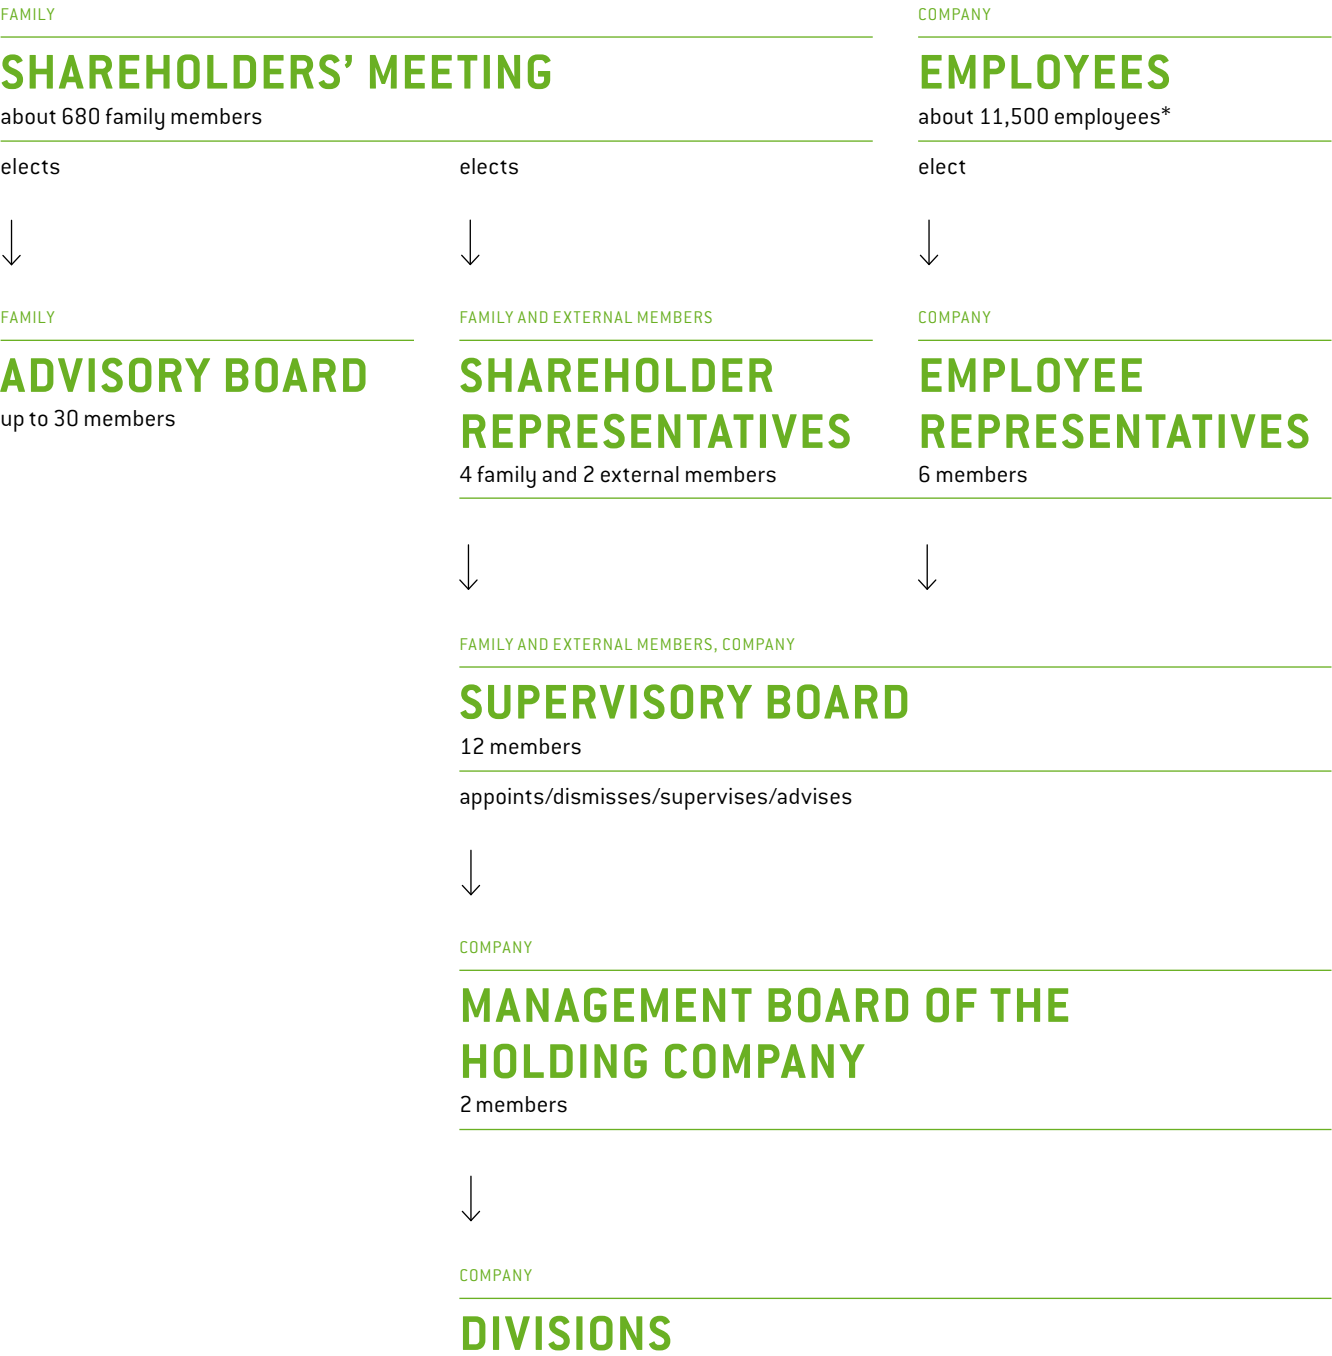 FAMILY
SHAREHOLDERS’ MEETING
about 680 family members
COMPANY
EMPLOYEES
about 11,500 employees*
elects
elects
elect
FAMILY
ADVISORY BOARD
up to 30 members
FAMILY AND EXTERNAL MEMBERS
SHAREHOLDER
REPRESENTATIVES
4 family and 2 external members
COMPANY
EMPLOYEE
REPRESENTATIVES
6 members
FAMILY AND EXTERNAL MEMBERS, COMPANY
SUPERVISORY BOARD
12 members
appoints/dismisses/supervises/advises
COMPANY
MANAGEMENT BOARD OF THE
HOLDING COMPANY
2 members
COMPANY
DIVISIONS